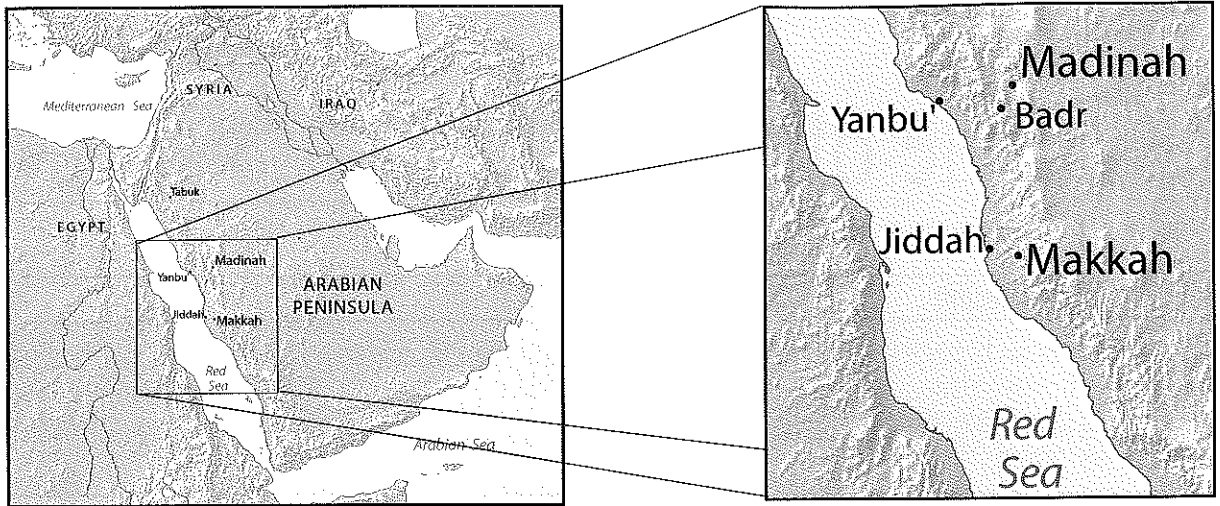 Mediterranean Sea
SYRIA
IRAQ
Tabuk
EGYPT
Yanbu'
Madinah
ARABIAN
PENINSULA
Jiddah
Makkah
Red
Sea
Arabian Sea
Madinah
Yanbu'
Badr
Jiddah
Makkah
Red
Sea